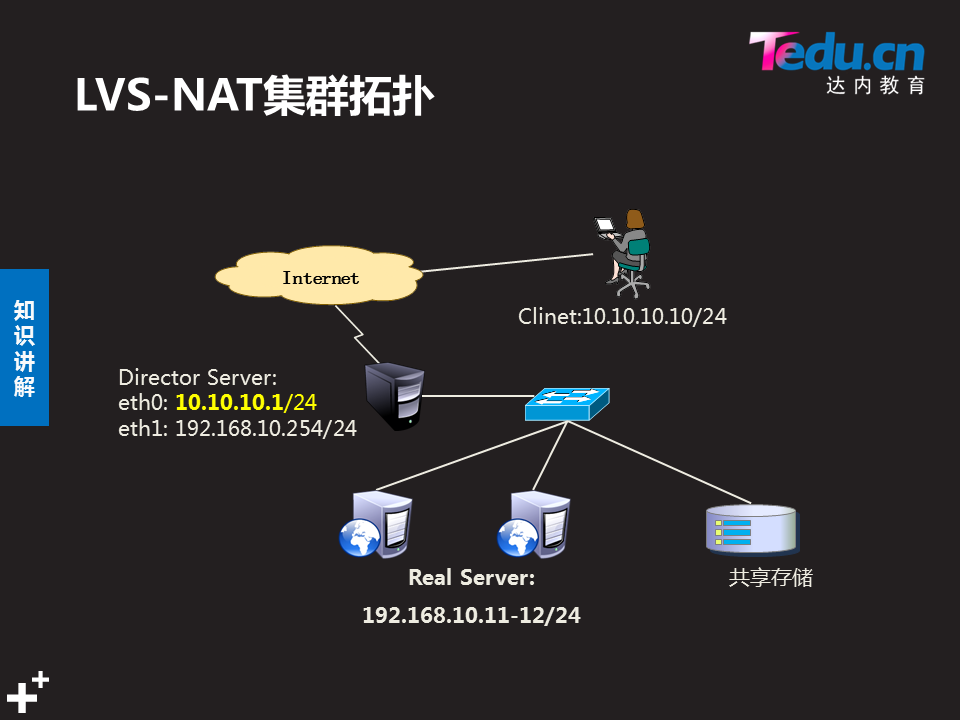 Tedu.cn
达内教育
LVS-NAT集群拓扑
知识讲解
Internet
Clinet:10.10.10.10/24
Director Server:
eth0: 10.10.10.1/24
eth1: 192.168.10.254/24
Real Server:
192.168.10.11-12/24
共享存储